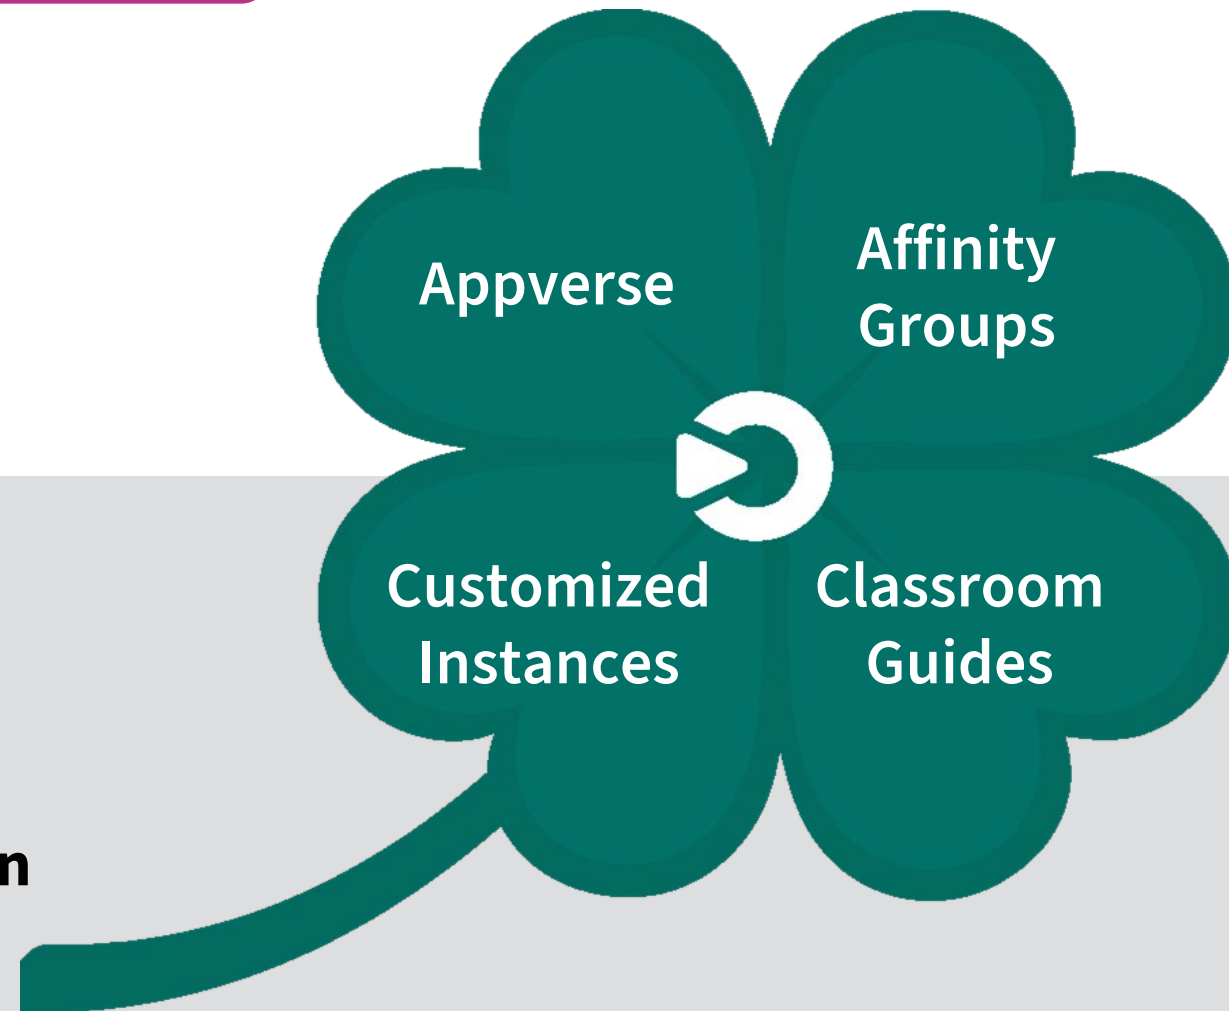 Appverse
Affinity
Groups
Customized
Instances
Classroom
Guides
n